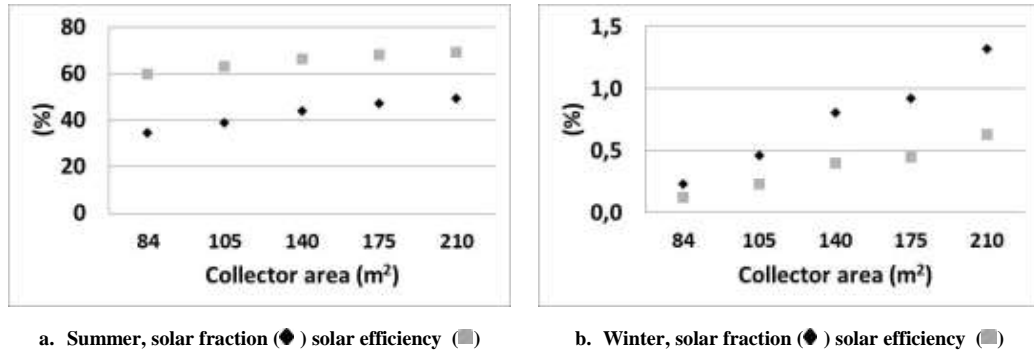 80
60
40
20
0
(%)
84 105 140 175 210
Collector area (m²)
1,5
1,0
0,5
0,0
(%)
84 105 140 175 210
Collector area (m²)
a. Summer, solar fraction (◆ ) solar efficiency (■)
b. Winter, solar fraction (◆ ) solar efficiency (■)